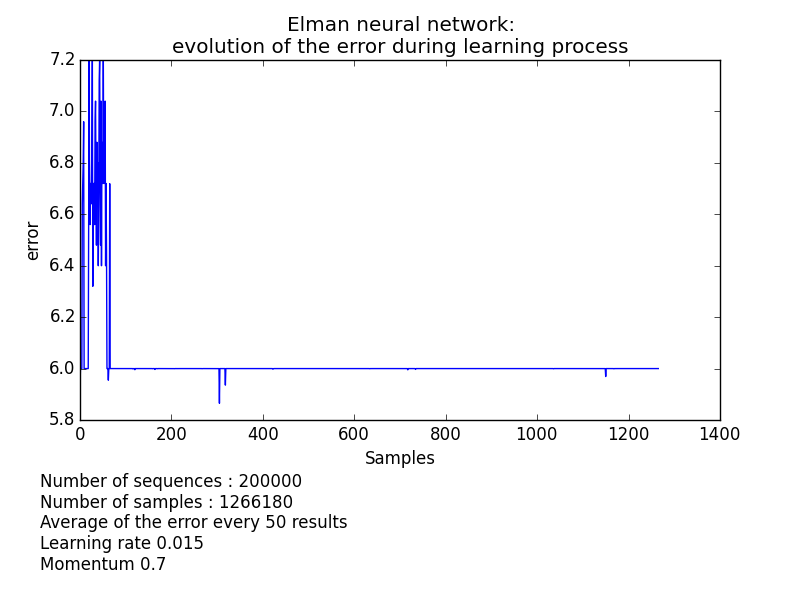 Elman neural network:
evolution of the error during learning process
7.2
7.0
6.8
6.6
6.4
6.2
6.0
5.8
error
0 200 400 600 800 1000 1200 1400
Samples
Number of sequences : 200000
Number of samples : 1266180
Average of the error every 50 results
Learning rate 0.015
Momentum 0.7